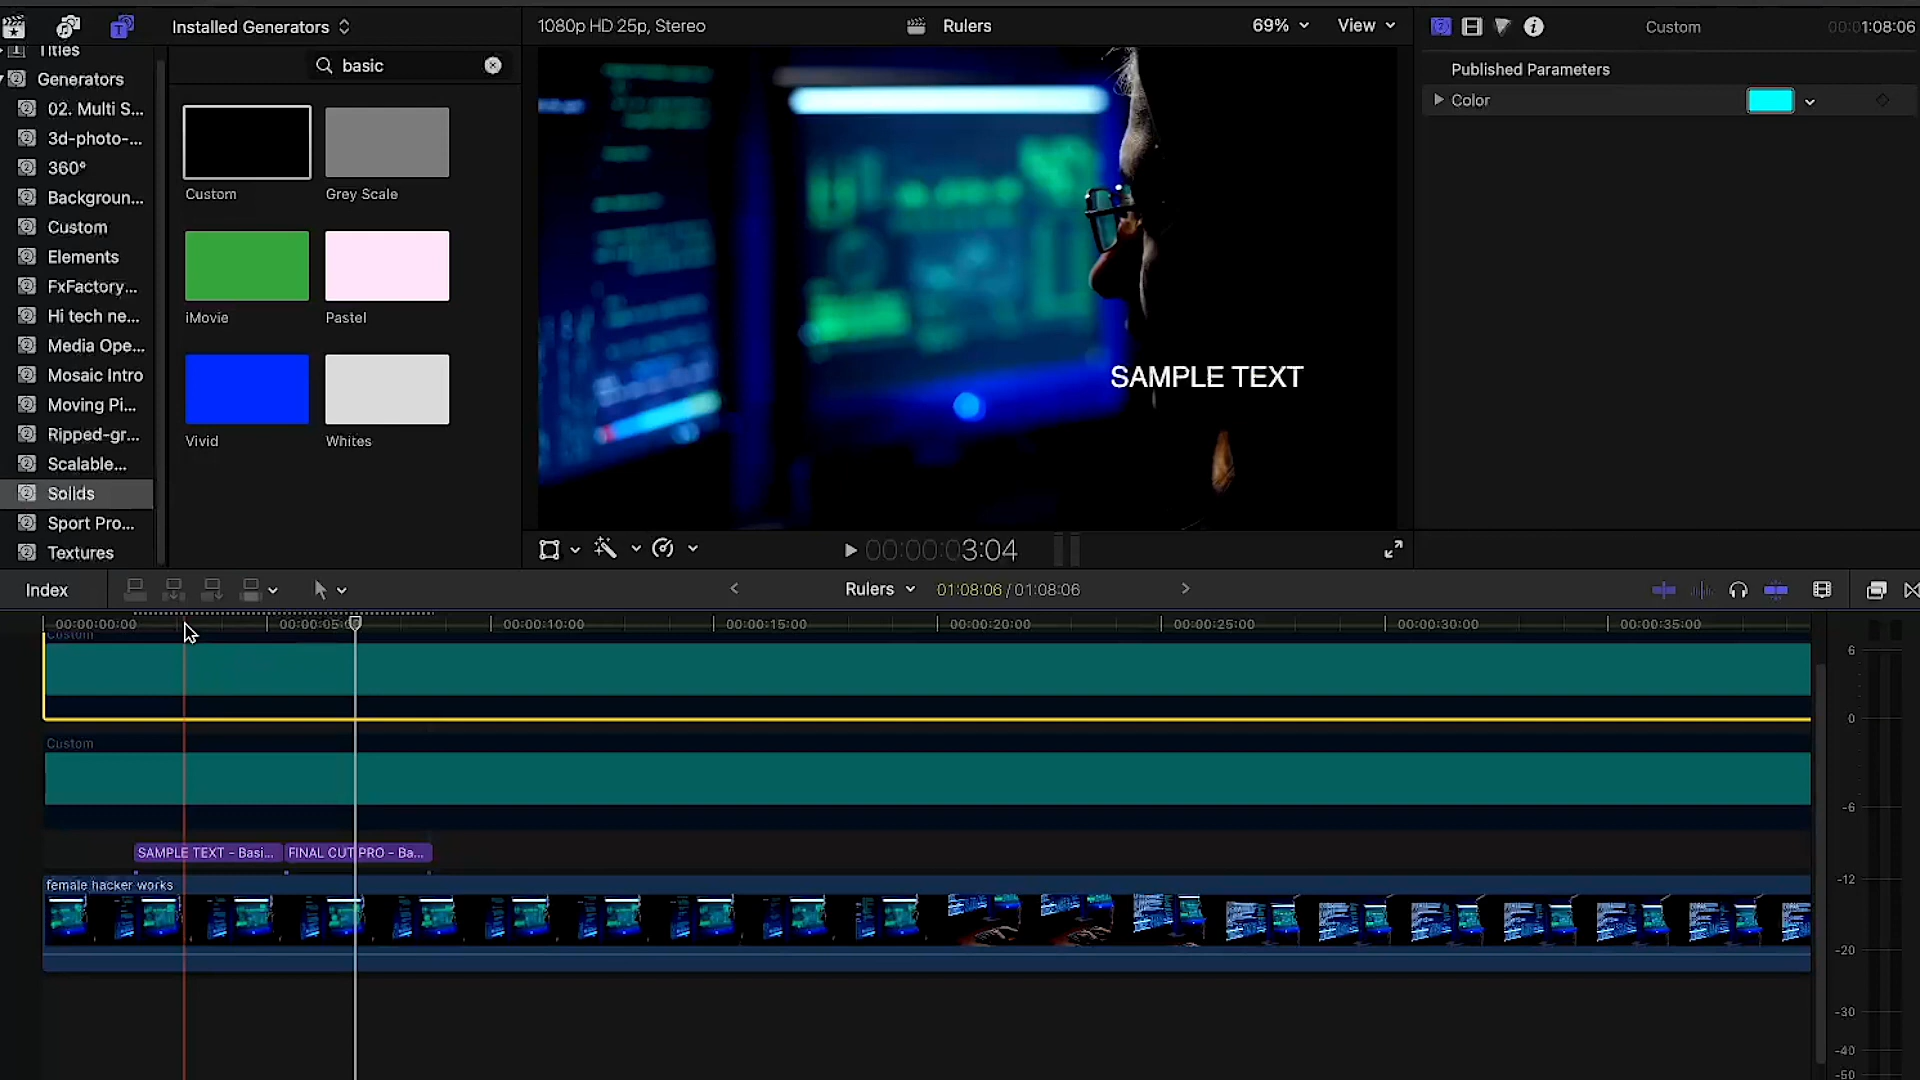 Installed Generators
1080p HD 25p, Stereo
Rulers
69%
View
Custom
00:01:08:06
Titles
Generators
02. Multi S...
3d-photo-...
360°
Backgroun...
Custom
Elements
FxFactory...
Hi tech ne...
Media Ope...
Mosaic Intro
Moving Pi...
Ripped-gr...
Scalable...
Solids
Sport Pro...
Textures
basic
Custom
Grey Scale
iMovie
Pastel
Vivid
Whites
SAMPLE TEXT
Published Parameters
Color
00:00:03:04
Index
Rulers
01:08:06 / 01:08:06
00:00:00:00
00:00:10:00
00:00:15:00
00:00:20:00
00:00:25:00
00:00:30:00
00:00:35:00
Custom
Custom
SAMPLE TEXT - Basi...
FINAL CUT PRO - Ba...
female hacker works
6
0
-6
-12
-20
-30
-40
-50